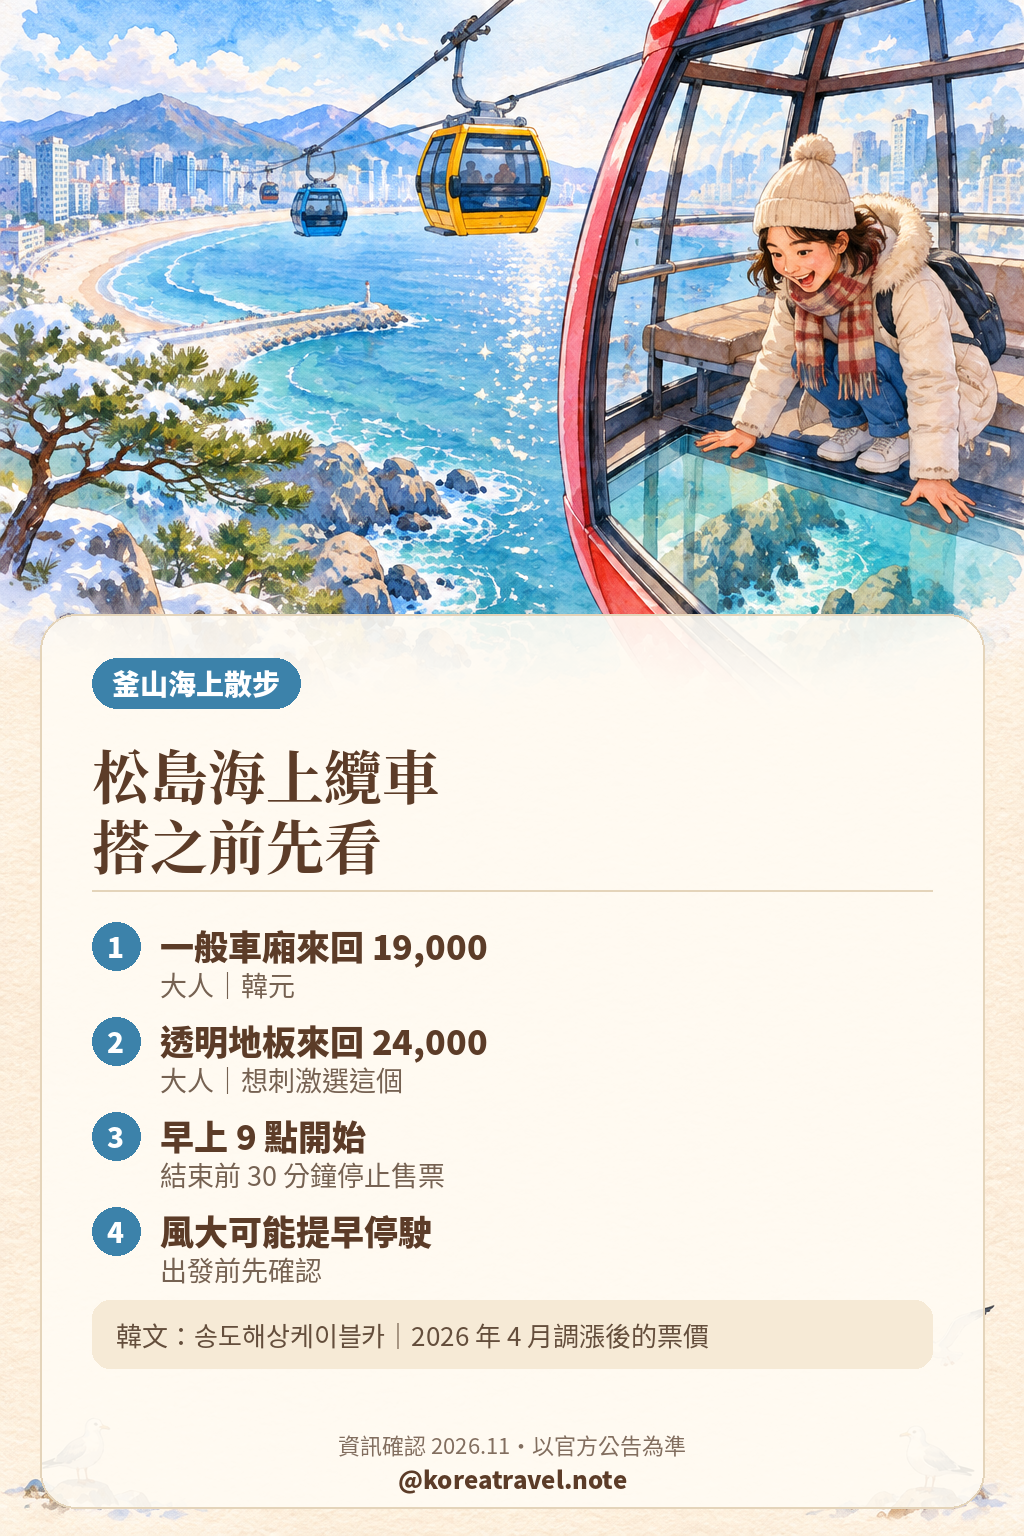 釜山海上散步
松島海上纜車
搭之前先看
1 一般車廂來回 19,000
大人｜韓元
2 透明地板來回 24,000
大人｜想刺激選這個
3 早上 9 點開始
結束前 30 分鐘停止售票
4 風大可能提早停駛
出發前先確認
韓文：송도해상케이블카｜2026 年 4 月調漲後的票價
資訊確認 2026.11・以官方公告為準
@koreatravel.note